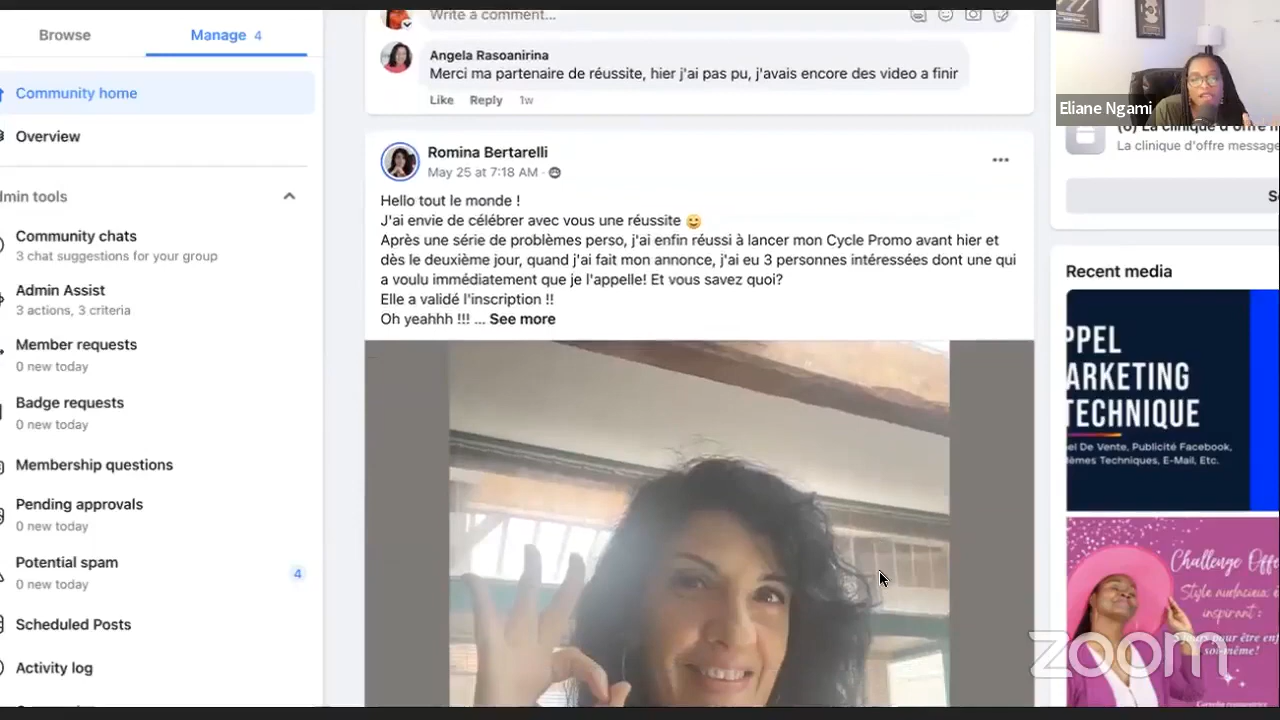 Browse
Manage 4
Community home
Overview
dmin tools
Community chats
3 chat suggestions for your group
Admin Assist
3 actions, 3 criteria
Member requests
0 new today
Badge requests
0 new today
Membership questions
Pending approvals
0 new today
Potential spam
0 new today
4
Scheduled Posts
Activity log
Write a comment...
Angela Rasoanirina
Merci ma partenaire de réussite, hier j'ai pas pu, j'avais encore des video a finir
Like Reply 1w
Romina Bertarelli
May 25 at 7:18 AM ·
Hello tout le monde !
J'ai envie de célébrer avec vous une réussite 😄
Après une série de problèmes perso, j'ai enfin réussi à lancer mon Cycle Promo avant hier et
dès le deuxième jour, quand j'ai fait mon annonce, j'ai eu 3 personnes intéressées dont une qui
a voulu immédiatement que je l'appelle! Et vous savez quoi?
Elle a validé l'inscription !!
Oh yeahhh !!! ... See more
Eliane Ngami
(6) La clinique d'offre m
La clinique d'offre message
S
Recent media
PPEL
ARKETING
TECHNIQUE
el De Vente, Publicité Facebook,
lèmes Techniques, E-Mail, Etc.
Challenge Offe
Style audacieux e
inspirant :
5 jours pour être en
soi-même!
zoom